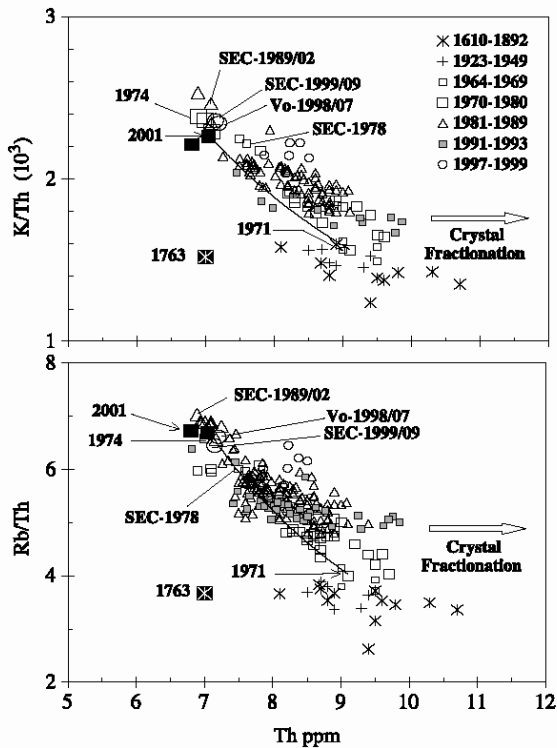 3
SEC-1989/02
1974
SEC-1999/09
Vo-1998/07
2001
SEC-1978
1610-1892
1923-1949
1964-1969
1970-1980
1981-1989
1991-1993
1997-1999
K/Th (10³)
2
1971
1763
Crystal
Fractionation
1
8
SEC-1989/02
2001
Vo-1998/07
1974
SEC-1999/09
6
SEC-1978
Rb/Th
Crystal
Fractionation
1971
4
1763
2
5 6 7 8 9 10 11 12
Th ppm